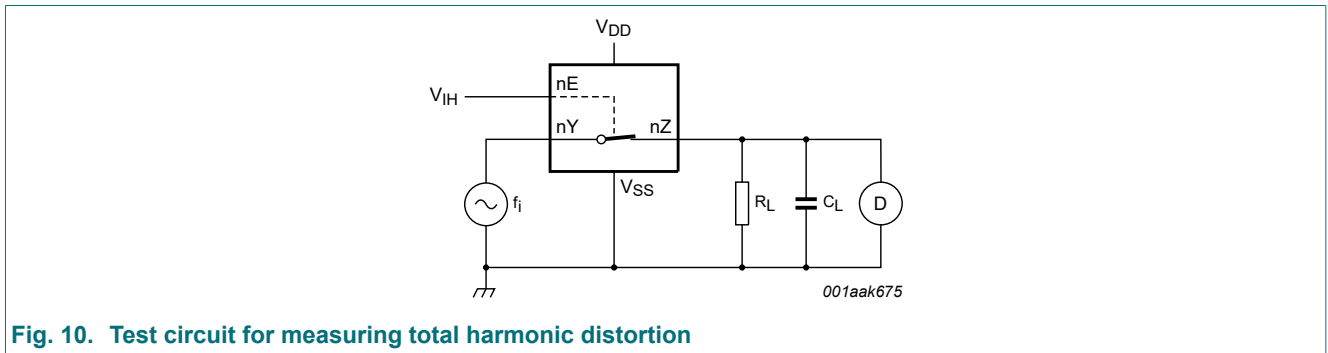 VDD
nE
VIH
nY
nZ
VSS
fi
RL
CL
D
001aak675
Fig. 10. Test circuit for measuring total harmonic distortion